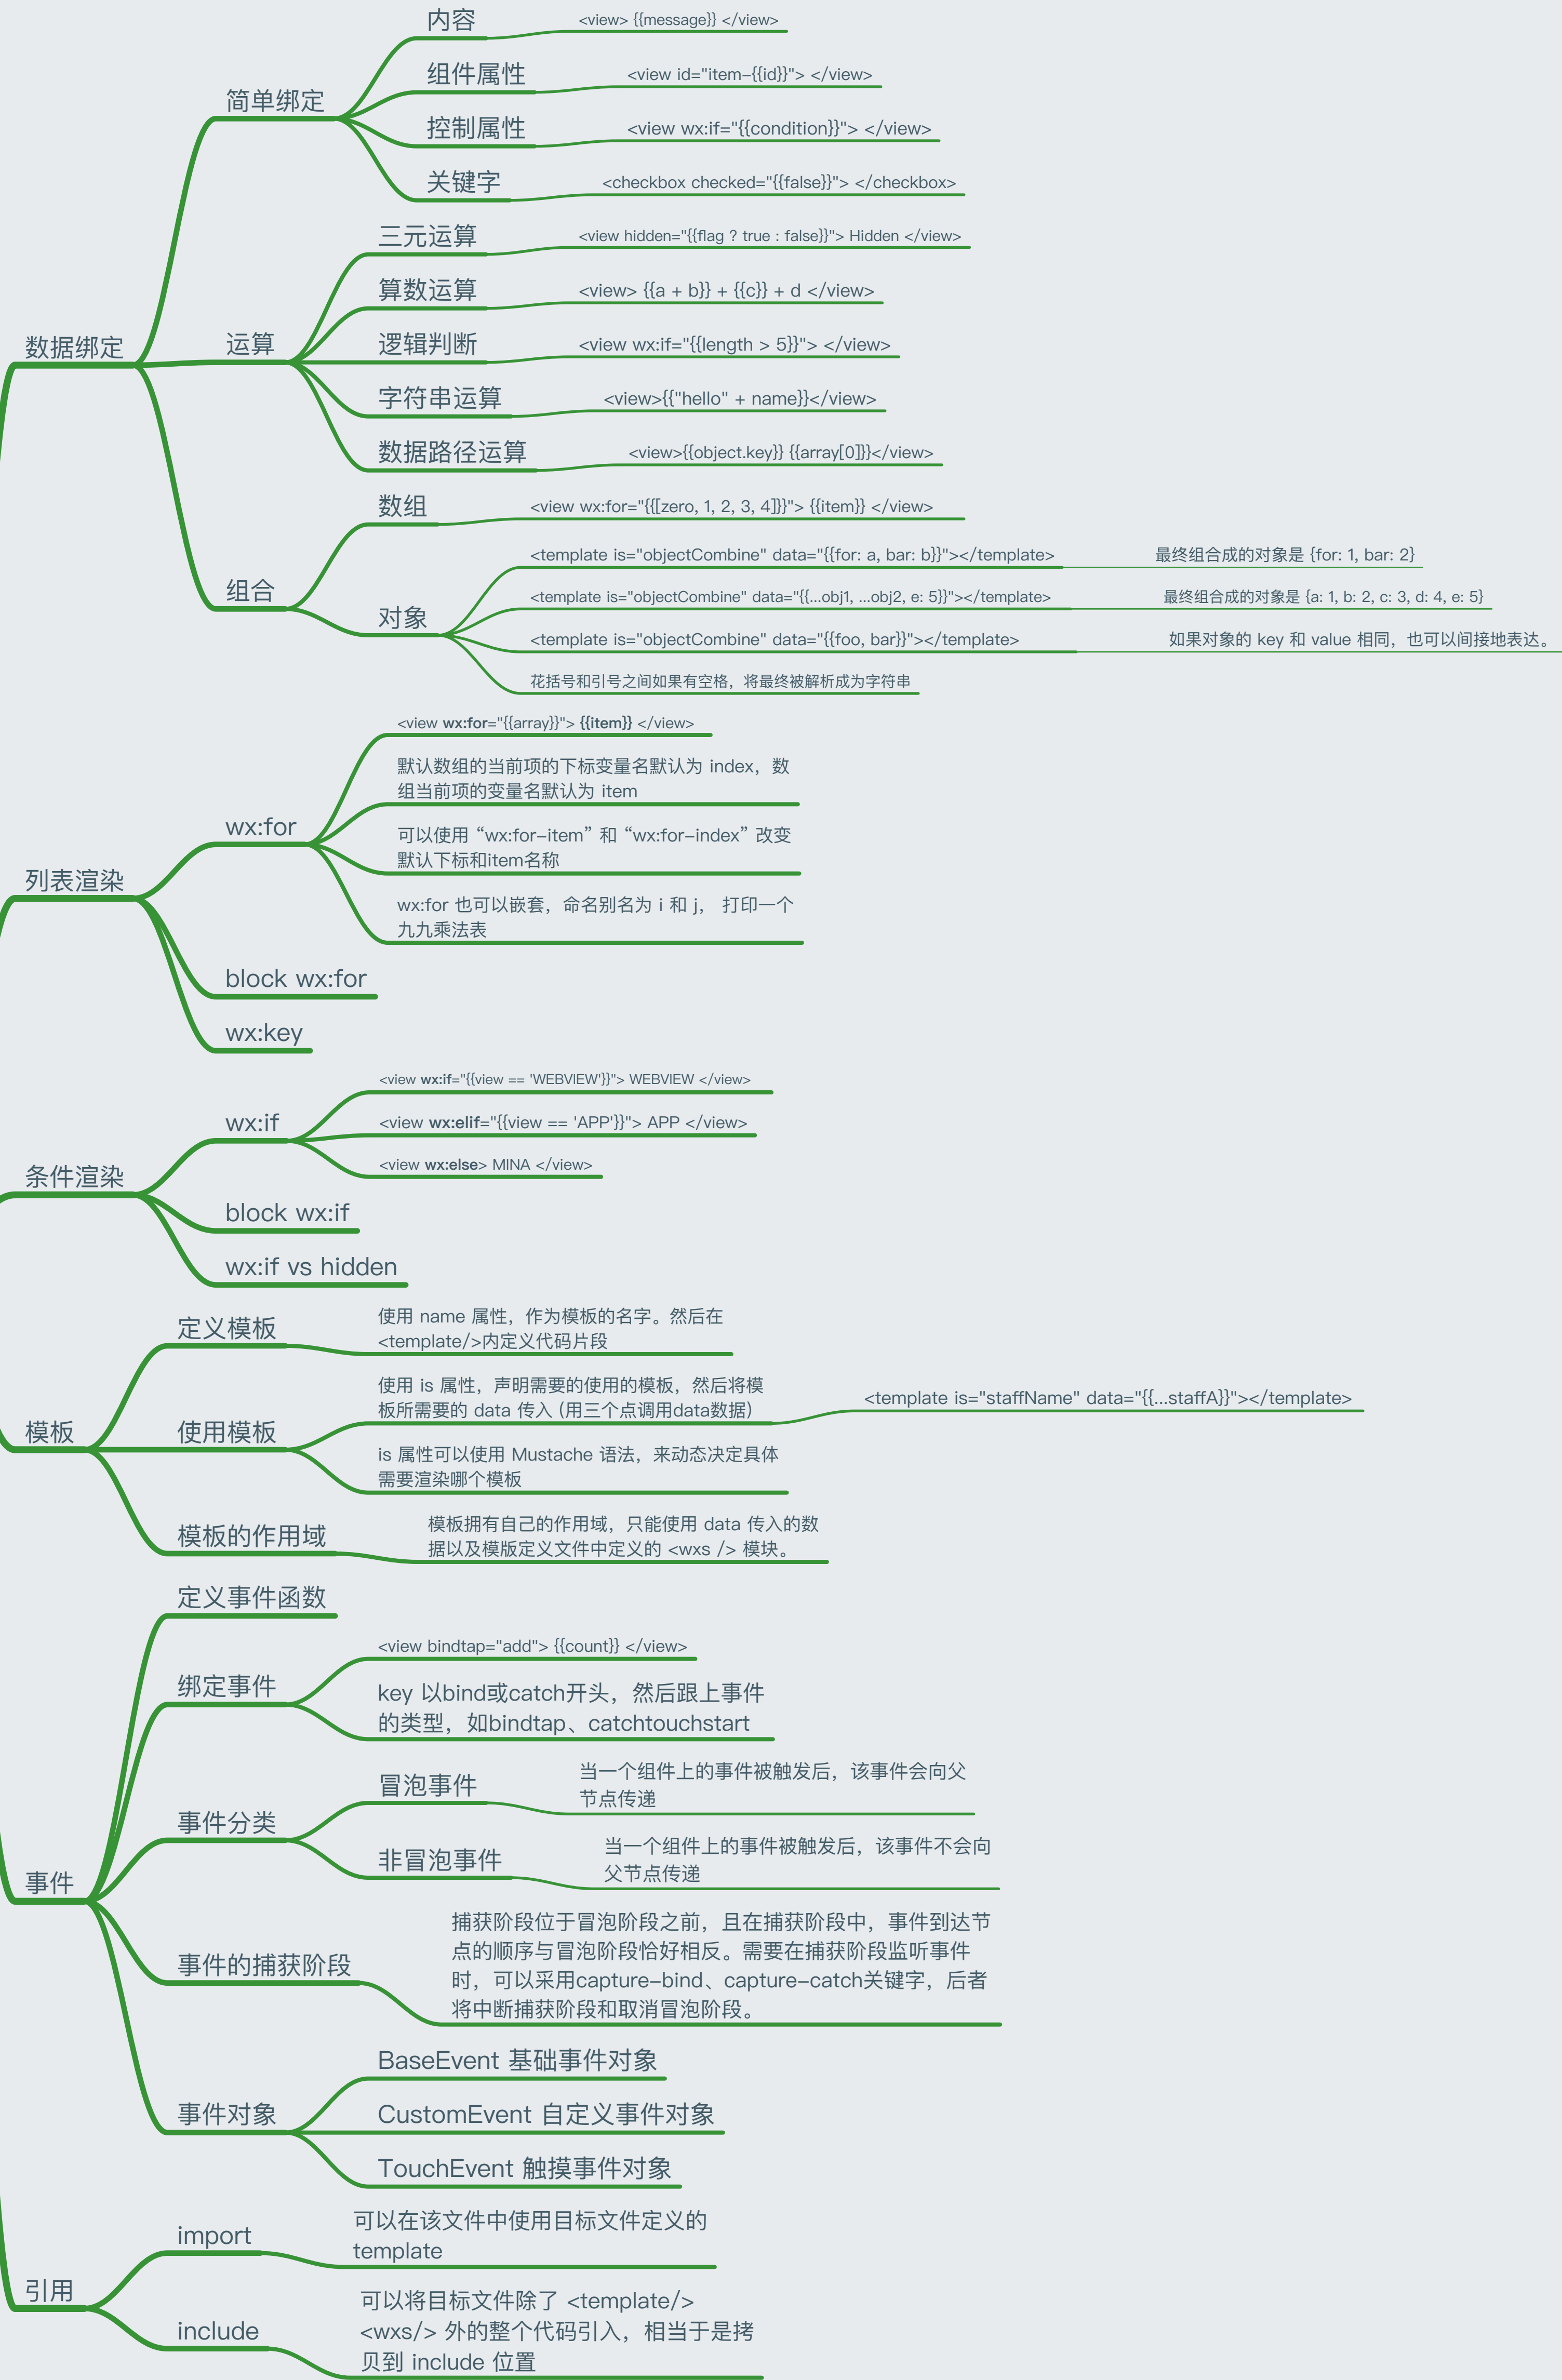 内容
<view> {{message}} </view>
组件属性
<view id="item-{{id}}"> </view>
简单绑定
控制属性
<view wx:if="{{condition}}"> </view>
关键字
<checkbox checked="{{false}}"> </checkbox>
三元运算
<view hidden="{{flag ? true : false}}"> Hidden </view>
算数运算
<view> {{a + b}} + {{c}} + d </view>
数据绑定
运算
逻辑判断
<view wx:if="{{length > 5}}"> </view>
字符串运算
<view>{{"hello" + name}}</view>
数据路径运算
<view>{{object.key}} {{array[0]}}</view>
数组
<view wx:for="{{[zero, 1, 2, 3, 4]}}"> {{item}} </view>
组合
对象
<template is="objectCombine" data="{{for: a, bar: b}}"></template>
最终组合成的对象是 {for: 1, bar: 2}
<template is="objectCombine" data="{{...obj1, ...obj2, e: 5}}"></template>
最终组合成的对象是 {a: 1, b: 2, c: 3, d: 4, e: 5}
<template is="objectCombine" data="{{foo, bar}}"></template>
如果对象的 key 和 value 相同，也可以间接地表达。
花括号和引号之间如果有空格，将最终被解析成为字符串
<view wx:for="{{array}}"> {{item}} </view>
默认数组的当前项的下标变量名默认为 index，数
组当前项的变量名默认为 item
wx:for
可以使用 “wx:for-item” 和 “wx:for-index” 改变
默认下标和item名称
列表渲染
wx:for 也可以嵌套，命名别名为 i 和 j， 打印一个
九九乘法表
block wx:for
wx:key
<view wx:if="{{view == 'WEBVIEW'}}"> WEBVIEW </view>
wx:if
<view wx:elif="{{view == 'APP'}}"> APP </view>
<view wx:else> MINA </view>
条件渲染
block wx:if
wx:if vs hidden
定义模板
使用 name 属性，作为模板的名字。然后在
<template/>内定义代码片段
使用 is 属性，声明需要的使用的模板，然后将模
板所需要的 data 传入 (用三个点调用data数据)
<template is="staffName" data="{{...staffA}}"></template>
模板
使用模板
is 属性可以使用 Mustache 语法，来动态决定具体
需要渲染哪个模板
模板的作用域
模板拥有自己的作用域，只能使用 data 传入的数
据以及模版定义文件中定义的 <wxs /> 模块。
定义事件函数
<view bindtap="add"> {{count}} </view>
绑定事件
key 以bind或catch开头，然后跟上事件
的类型，如bindtap、catchtouchstart
冒泡事件
当一个组件上的事件被触发后，该事件会向父
节点传递
事件分类
非冒泡事件
当一个组件上的事件被触发后，该事件不会向
父节点传递
事件
事件的捕获阶段
捕获阶段位于冒泡阶段之前，且在捕获阶段中，事件到达节
点的顺序与冒泡阶段恰好相反。需要在捕获阶段监听事件
时，可以采用capture-bind、capture-catch关键字，后者
将中断捕获阶段和取消冒泡阶段。
BaseEvent 基础事件对象
事件对象
CustomEvent 自定义事件对象
TouchEvent 触摸事件对象
import
可以在该文件中使用目标文件定义的
template
引用
include
可以将目标文件除了 <template/>
<wxs/> 外的整个代码引入，相当于是拷
贝到 include 位置